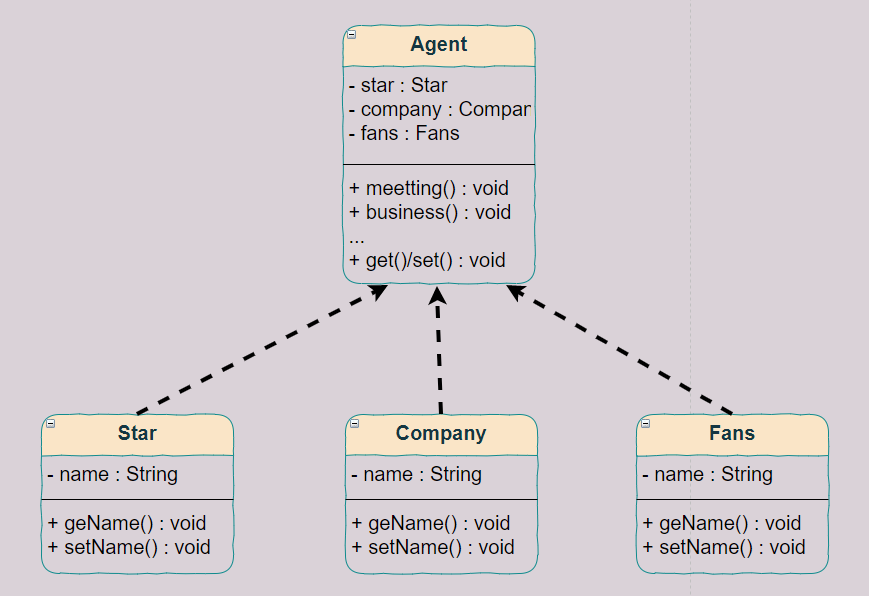 Agent
- star : Star
- company : Compan
- fans : Fans
+ meetting() : void
+ business() : void
...
+ get()/set() : void
Star
- name : String
+ geName() : void
+ setName() : void
Company
- name : String
+ geName() : void
+ setName() : void
Fans
- name : String
+ geName() : void
+ setName() : void